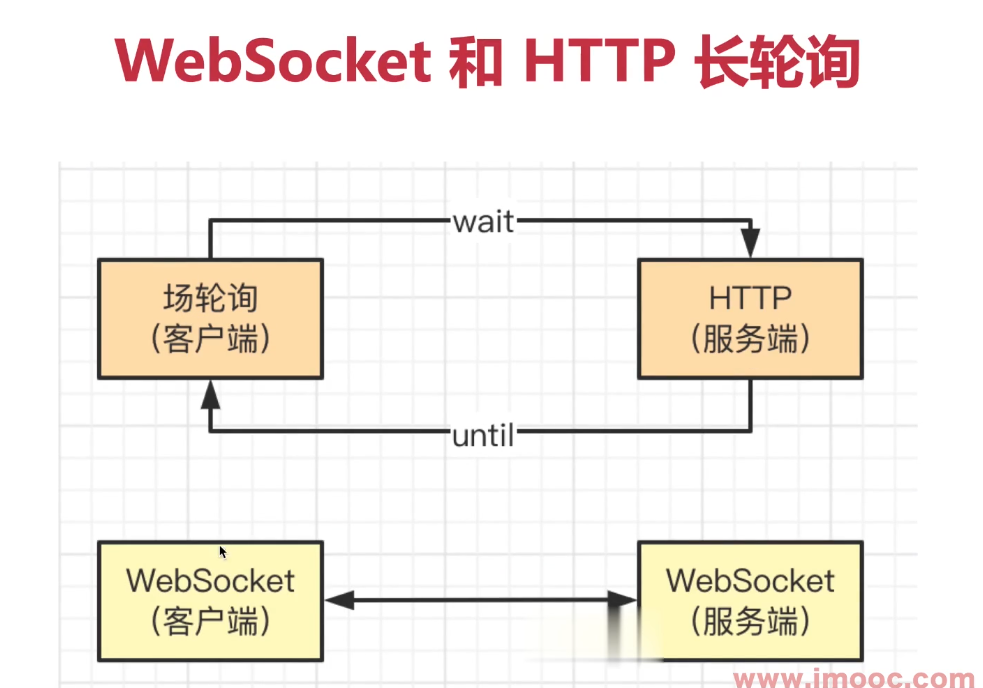 WebSocket 和 HTTP 长轮询
wait
场轮询
（客户端）
HTTP
（服务端）
until
WebSocket
（客户端）
WebSocket
（服务端）
www.imooc.com